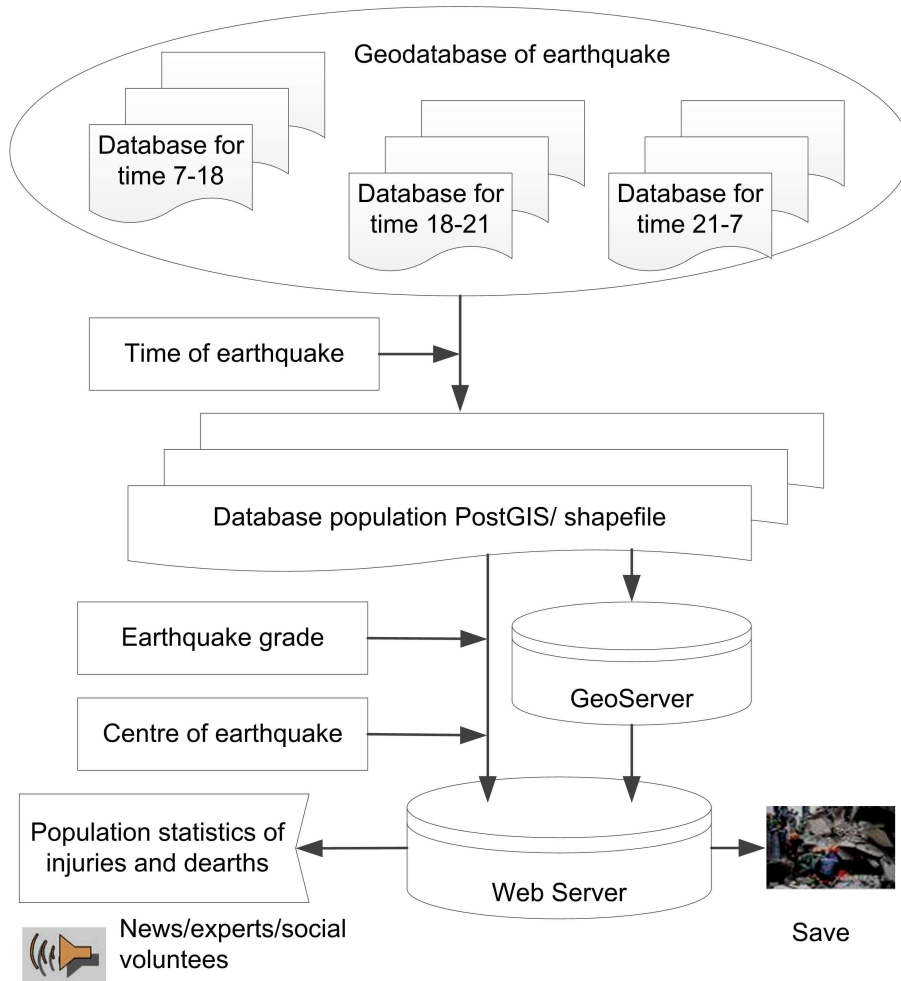 Geodatabase of earthquake
Database for
time 7-18
Database for
time 18-21
Database for
time 21-7
Time of earthquake
Database population PostGIS/ shapefile
Earthquake grade
GeoServer
Centre of earthquake
Population statistics of
injuries and dearths
Web Server
News/experts/social
voluntees
Save